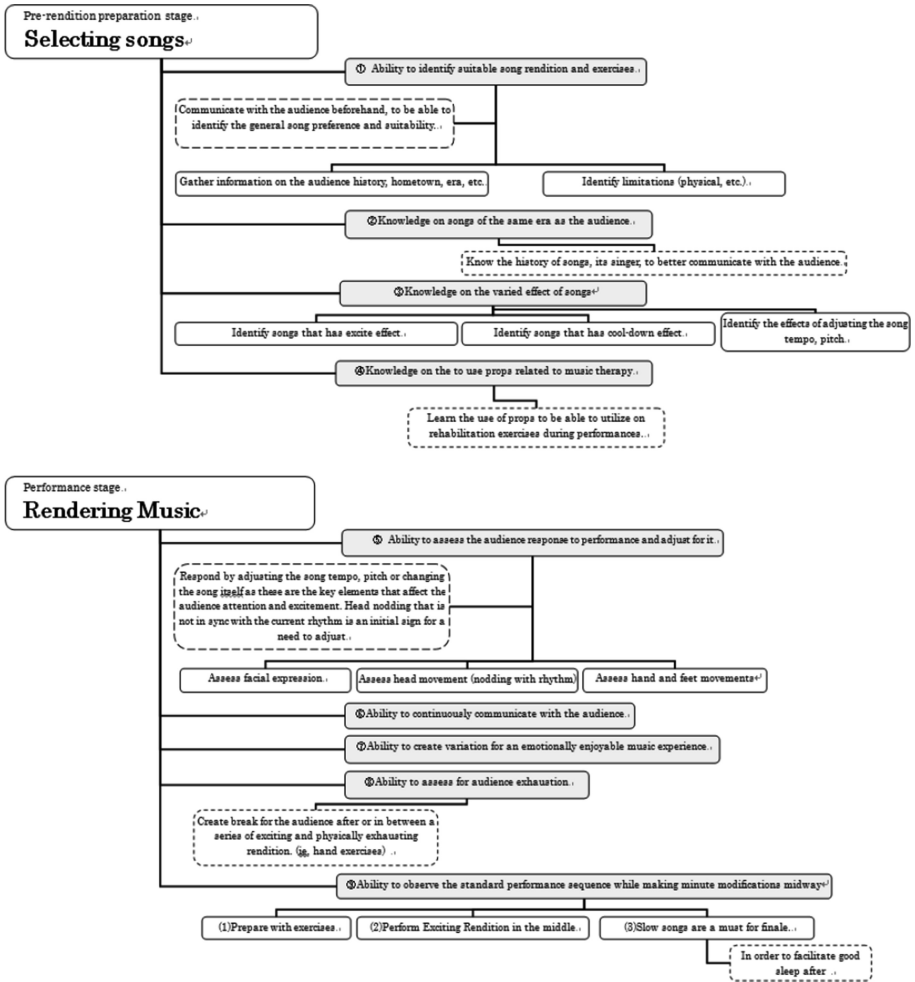 Pre-rendition preparation stage.
Selecting songs
① Ability to identify suitable song rendition and exercises.
Communicate with the audience beforehand, to be able to
identify the general song preference and suitability..
Gather information on the audience history, hometown, era, etc.
Identify limitations (physical, etc.).
②Knowledge on songs of the same era as the audience.
Know the history of songs, its singer, to better communicate with the audience.
③Knowledge on the varied effect of songs
Identify songs that has excite effect.
Identify songs that has cool-down effect.
Identify the effects of adjusting the song
tempo, pitch.
④Knowledge on the to use props related to music therapy.
Learn the use of props to be able to utilize on
rehabilitation exercises during performances..
Performance stage.
Rendering Music
⑤ Ability to assess the audience response to performance and adjust for it.
Respond by adjusting the song tempo, pitch or changing
the song itself as these are the key elements that affect the
audience attention and excitement. Head nodding that is
not in sync with the current rhythm is an initial sign for a
need to adjust.
Assess facial expression.
Assess head movement (nodding with rhythm)
Assess hand and feet movements
⑥Ability to continuously communicate with the audience.
⑦Ability to create variation for an emotionally enjoyable music experience.
⑧Ability to assess for audience exhaustion.
Create break for the audience after or in between a
series of exciting and physically exhausting
rendition. (ie, hand exercises) .
⑨Ability to observe the standard performance sequence while making minute modifications midway
(1)Prepare with exercises.
(2)Perform Exciting Rendition in the middle.
(3)Slow songs are a must for finale..
In order to facilitate good
sleep after .